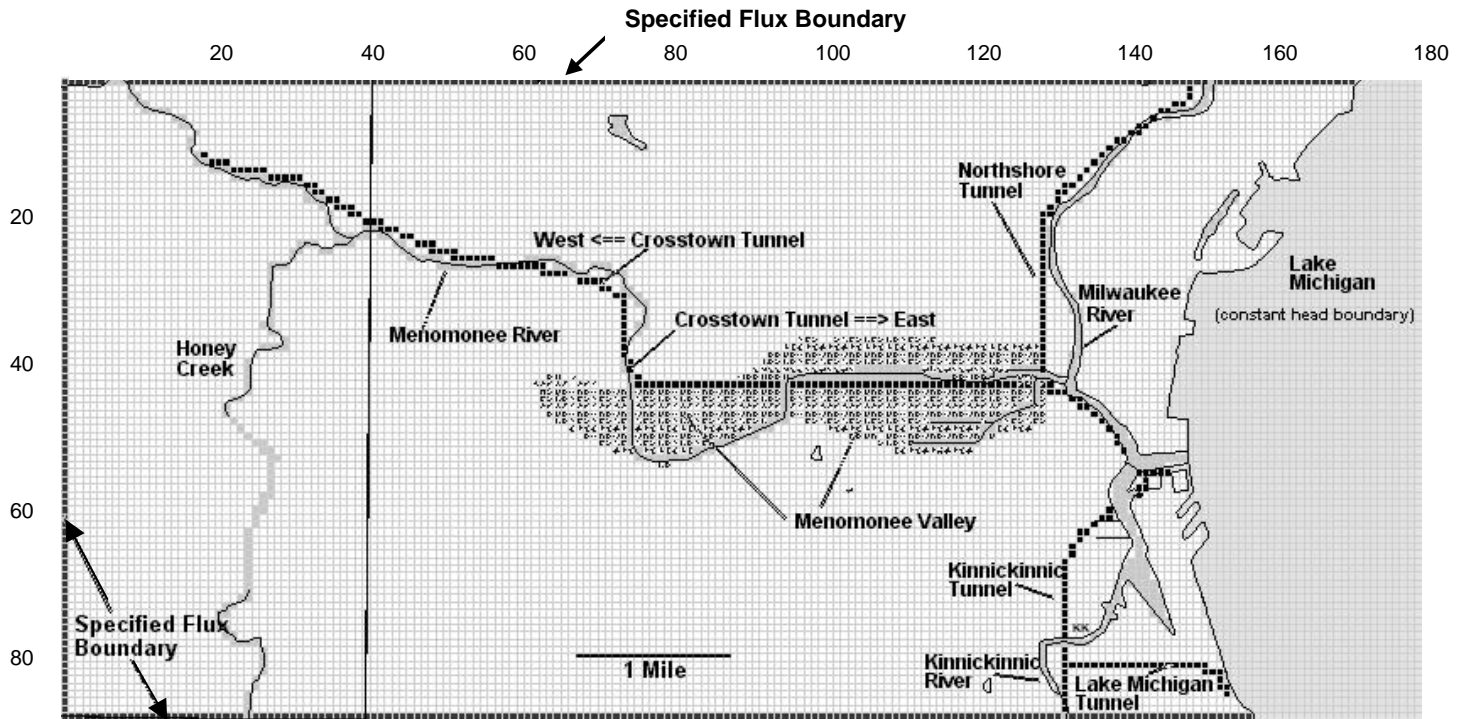 Specified Flux Boundary
20 40 60 80 100 120 140 160 180
Northshore
Tunnel
20
West <== Crosstown Tunnel
Lake
Michigan
(constant head boundary)
Milwaukee
River
Crosstown Tunnel ==> East
Menomonee River
Honey
Creek
40
60
Menomonee Valley
Kinnickinnic
Tunnel
Specified Flux
Boundary
KK
80
1 Mile
Kinnickinnic
River
Lake Michigan
Tunnel